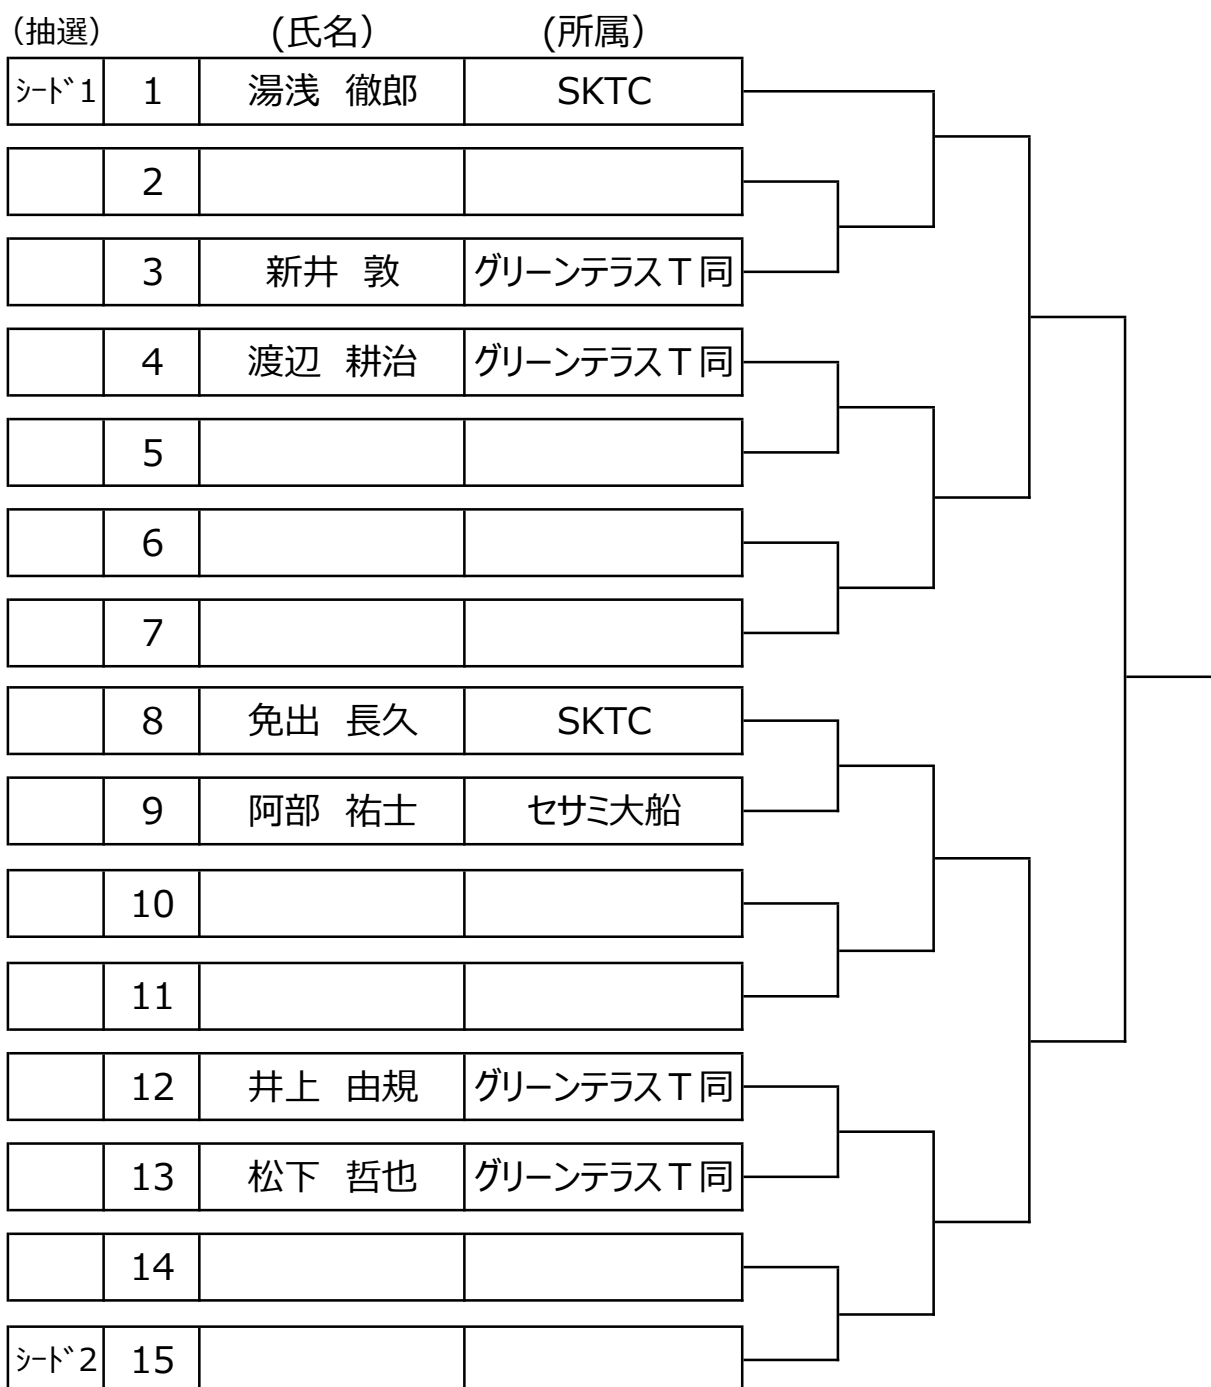 （抽選） (氏名） (所属）
ｼｰﾄﾞ1 1 湯浅　徹郎 SKTC
2
3 新井　敦 グリーンテラスＴ同
4 渡辺　耕治 グリーンテラスＴ同
5
6
7
8 免出　長久 SKTC
9 阿部　祐士 セサミ大船
10
11
12 井上　由規 グリーンテラスＴ同
13 松下　哲也 グリーンテラスＴ同
14
ｼｰﾄﾞ2 15